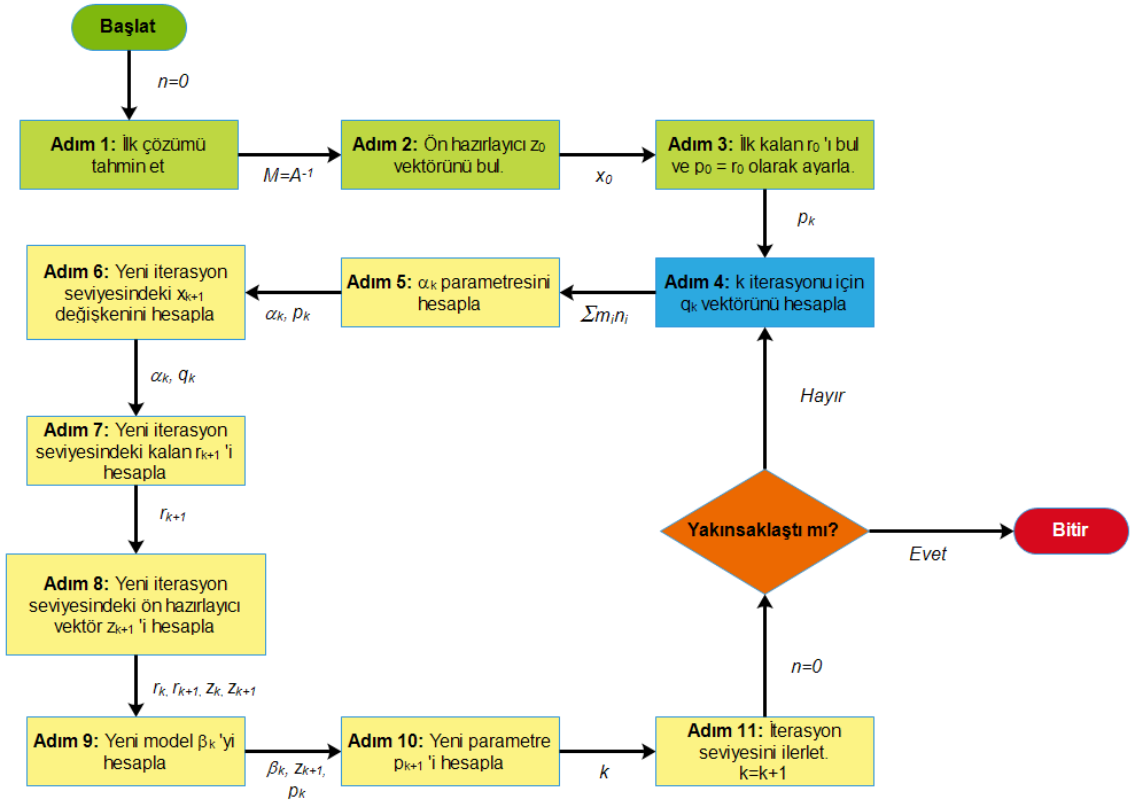 Başlat
n=0
Adım 1: İlk çözümü
tahmin et
M=A⁻¹
Adım 2: Ön hazırlayıcı z₀
vektörünü bul.
x₀
Adım 3: İlk kalan r₀ 'ı bul
ve p₀ = r₀ olarak ayarla.
pₖ
Adım 4: k iterasyonu için
qₖ vektörünü hesapla
Σmᵢnᵢ
Adım 5: αₖ parametresini
hesapla
αₖ, pₖ
Adım 6: Yeni iterasyon
seviyesindeki xₖ₊₁
değişkenini hesapla
αₖ, qₖ
Adım 7: Yeni iterasyon
seviyesindeki kalan rₖ₊₁ 'i
hesapla
rₖ₊₁
Adım 8: Yeni iterasyon
seviyesindeki ön hazırlayıcı
vektör zₖ₊₁ 'i hesapla
rₖ, rₖ₊₁, zₖ, zₖ₊₁
Adım 9: Yeni model βₖ 'yi
hesapla
βₖ, zₖ₊₁,
pₖ
Adım 10: Yeni parametre
pₖ₊₁ 'i hesapla
k
Adım 11: İterasyon
seviyesini ilerlet.
k=k+1
n=0
Yakınsaklaştı mı?
Hayır
Evet
Bitir